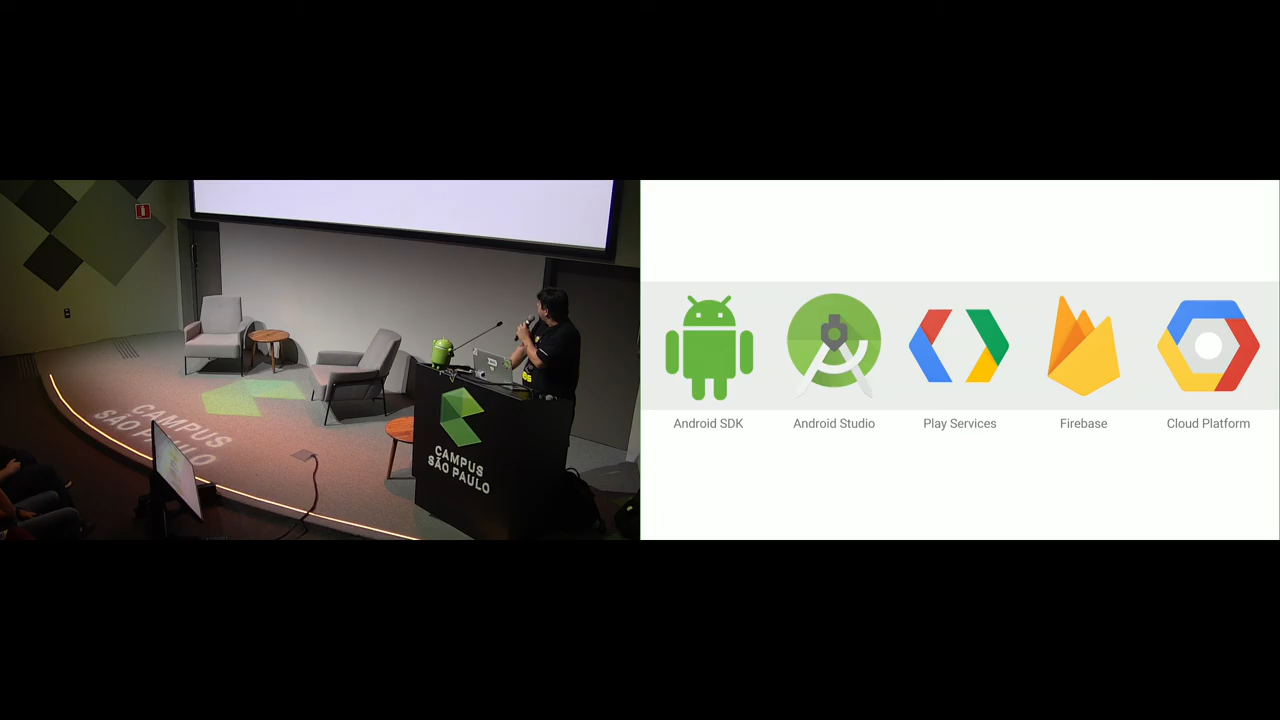 CAMPUS
SÃO PAULO
CAMPUS
SÃO PAULO
Android SDK
Android Studio
Play Services
Firebase
Cloud Platform